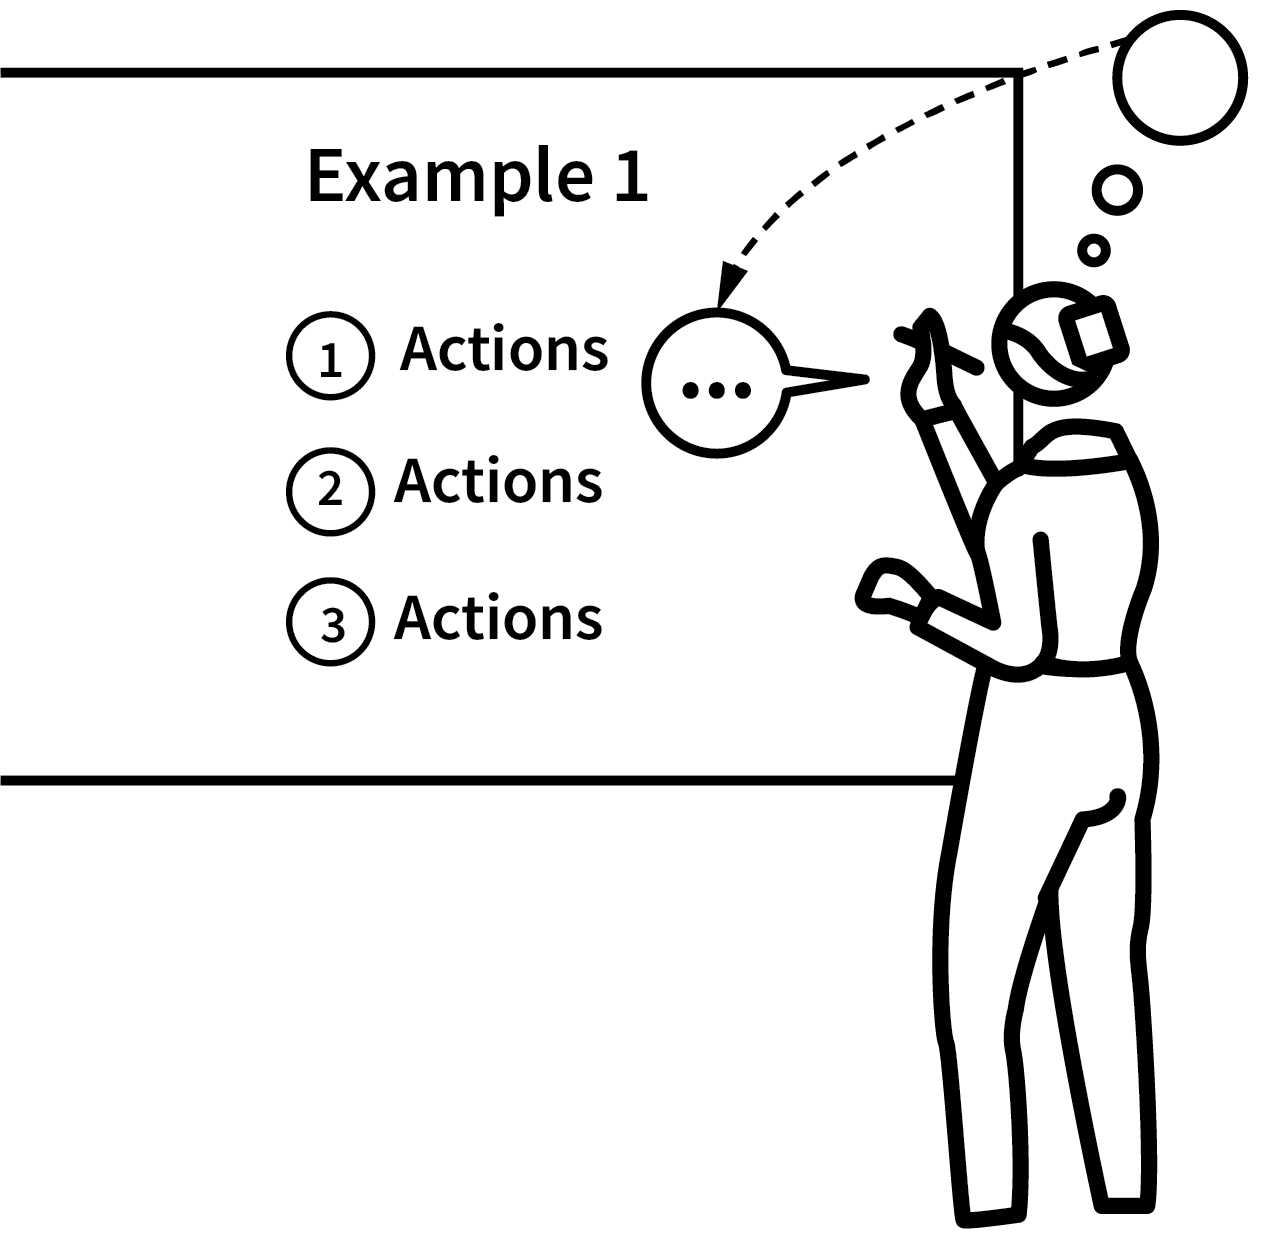 Example 1
1 Actions
...
2 Actions
3 Actions